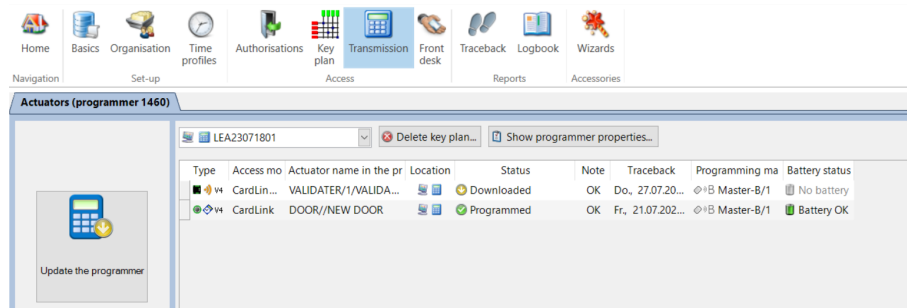 Home Basics Organisation Time profiles Authorisations Key plan Transmission Front desk Traceback Logbook Wizards
Navigation Set-up Access Reports Accessories
Actuators (programmer 1460)
LEA23071801 Delete key plan... Show programmer properties...
Type Access mo Actuator name in the pr Location Status Note Traceback Programming ma Battery status
V4 CardLin... VALIDATER/1/VALIDA... Downloaded OK Do., 27.07.20... B Master-B/1 No battery
V4 CardLink DOOR//NEW DOOR Programmed OK Fr., 21.07.202... B Master-B/1 Battery OK
Update the programmer